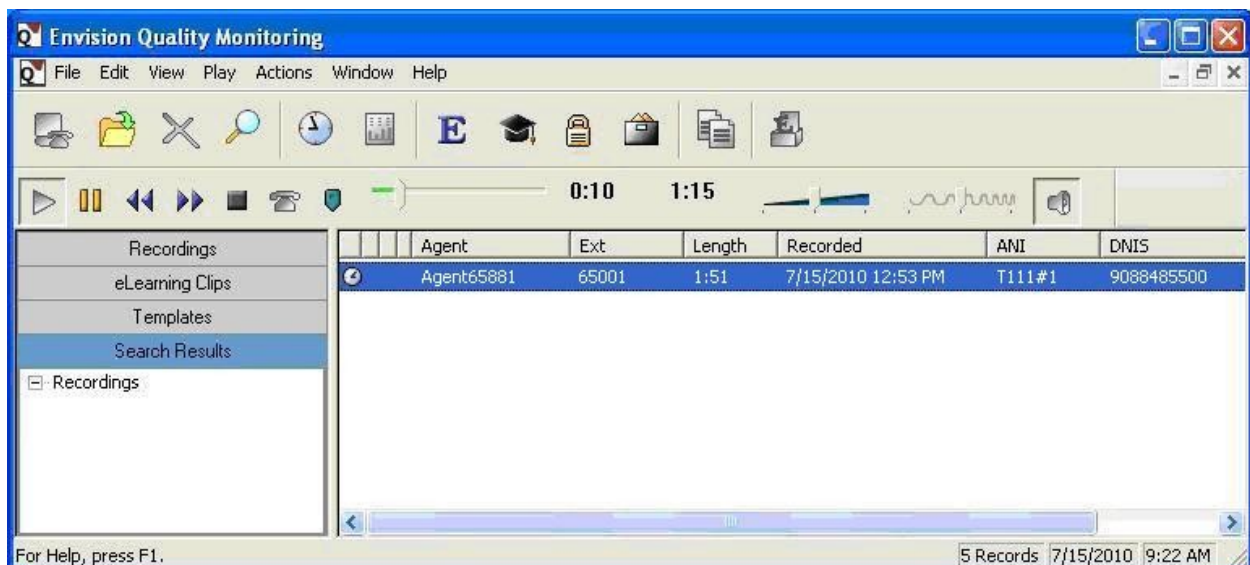 Envision Quality Monitoring
File Edit View Play Actions Window Help
E
0:10 1:15
Recordings
eLearning Clips
Templates
Search Results
Recordings
Agent Ext Length Recorded ANI DNIS
Agent65881 65001 1:51 7/15/2010 12:53 PM T111#1 9088485500
For Help, press F1. 5 Records 7/15/2010 9:22 AM